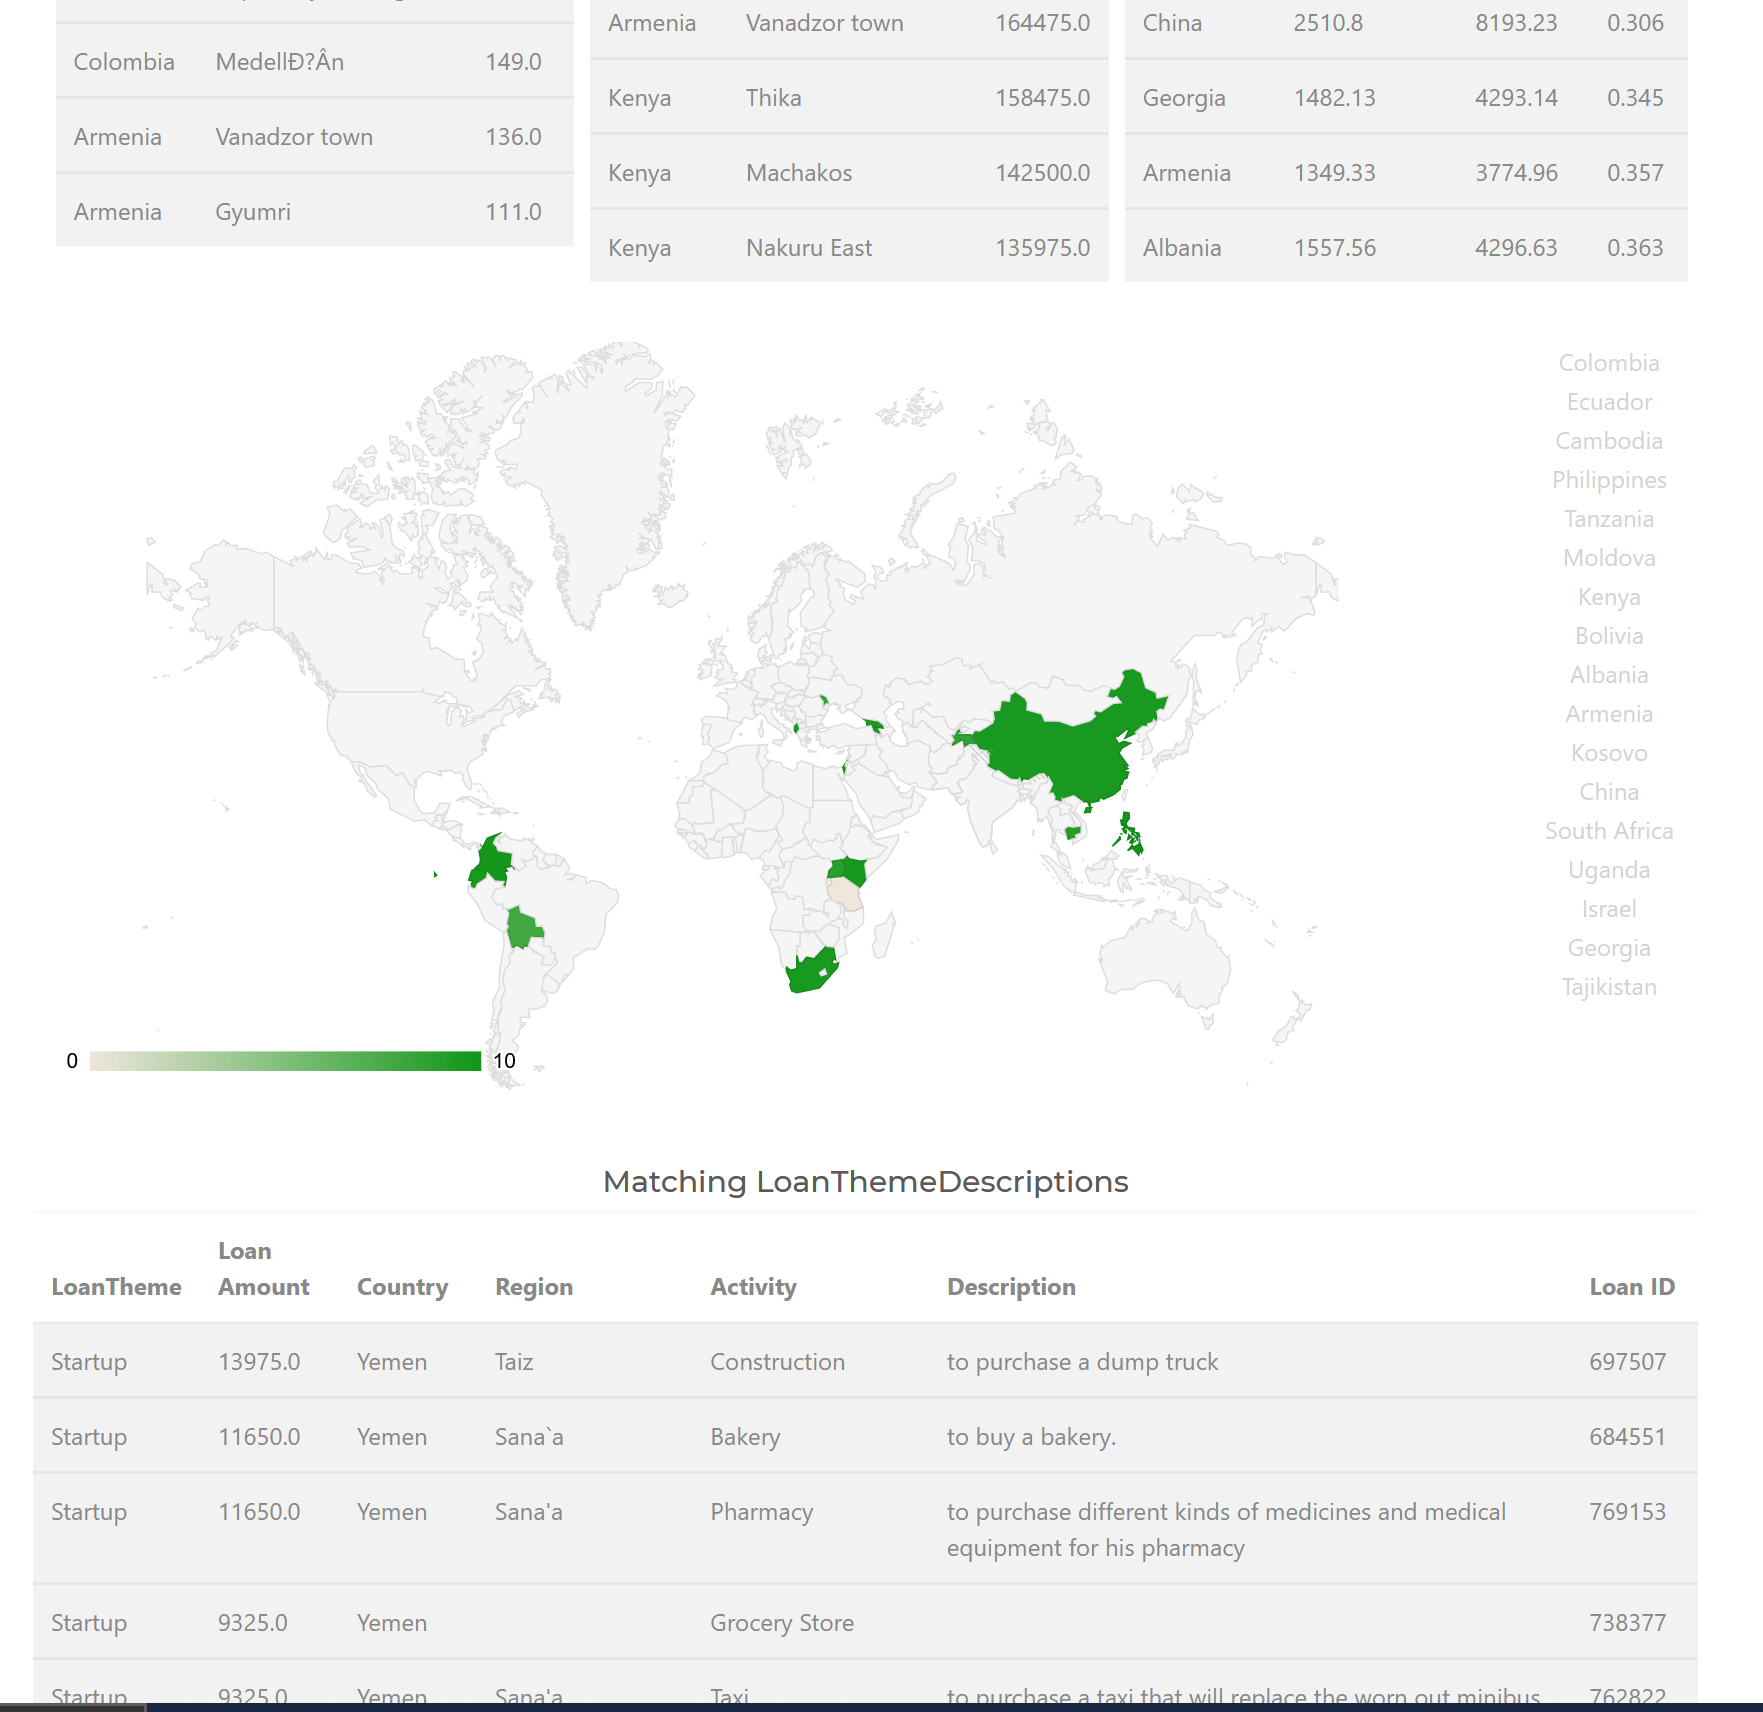 Colombia MedellÐ?Ân 149.0
Armenia Vanadzor town 136.0
Armenia Gyumri 111.0
Armenia Vanadzor town 164475.0
Kenya Thika 158475.0
Kenya Machakos 142500.0
Kenya Nakuru East 135975.0
China 2510.8 8193.23 0.306
Georgia 1482.13 4293.14 0.345
Armenia 1349.33 3774.96 0.357
Albania 1557.56 4296.63 0.363
Colombia
Ecuador
Cambodia
Philippines
Tanzania
Moldova
Kenya
Bolivia
Albania
Armenia
Kosovo
China
South Africa
Uganda
Israel
Georgia
Tajikistan
0 10
Matching LoanThemeDescriptions
LoanTheme Loan Amount Country Region Activity Description Loan ID
Startup 13975.0 Yemen Taiz Construction to purchase a dump truck 697507
Startup 11650.0 Yemen Sana`a Bakery to buy a bakery. 684551
Startup 11650.0 Yemen Sana'a Pharmacy to purchase different kinds of medicines and medical 769153
equipment for his pharmacy
Startup 9325.0 Yemen Grocery Store 738377
Startup 9325.0 Yemen Sana'a Taxi to purchase a taxi that will replace the worn out minibus 762822